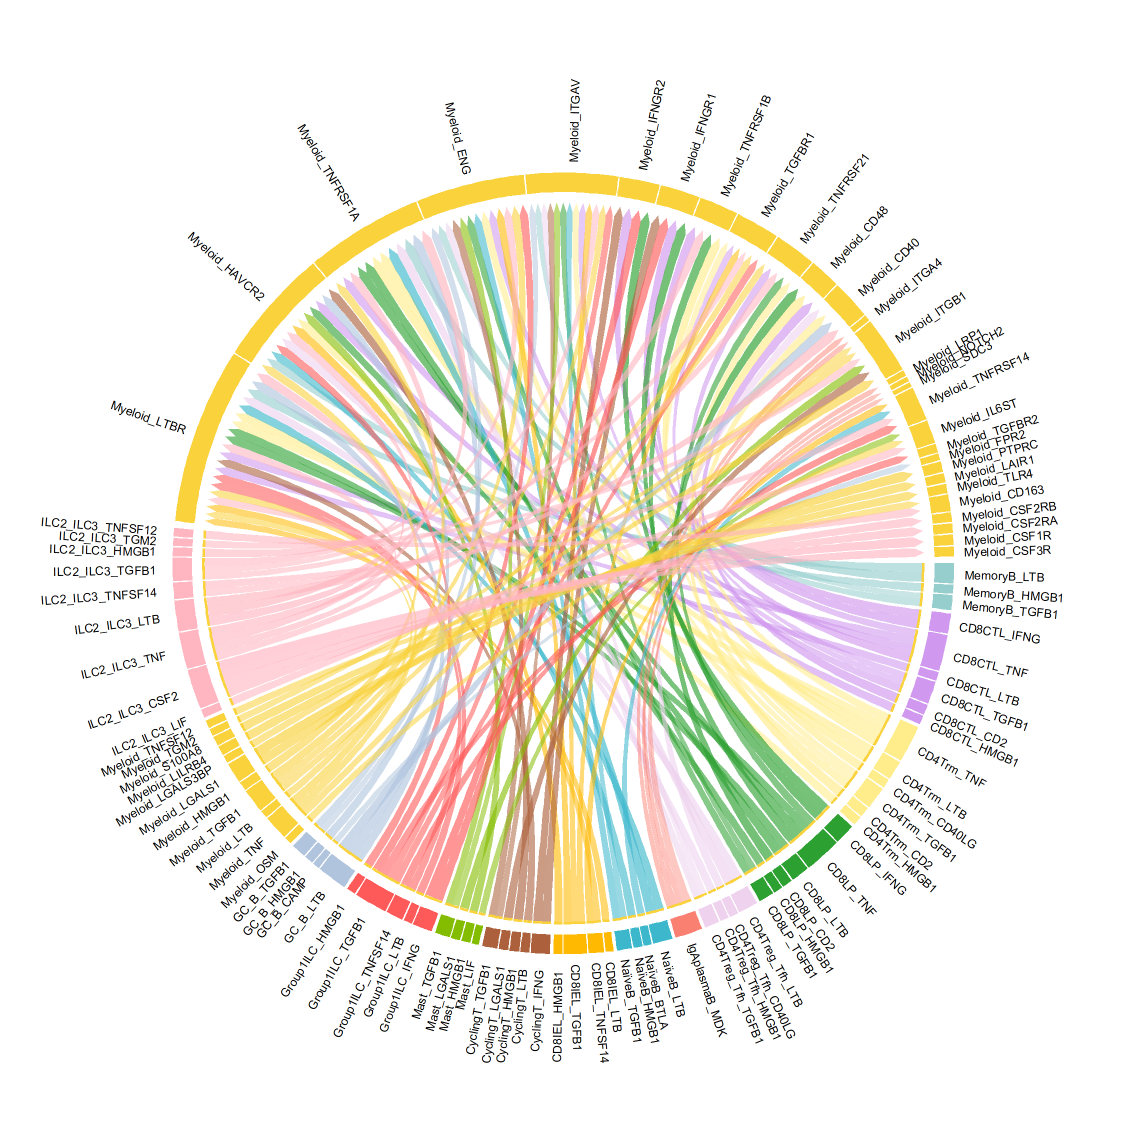 Myeloid_LTBR
Myeloid_HAVCR2
Myeloid_TNFRSF1A
Myeloid_ENG
Myeloid_ITGAV
Myeloid_IFNGR2
Myeloid_IFNGR1
Myeloid_TNFRSF1B
Myeloid_TGFBR1
Myeloid_TNFRSF21
Myeloid_CD48
Myeloid_CD40
Myeloid_ITGA4
Myeloid_ITGB1
Myeloid_LRP1
Myeloid_NOTCH2
Myeloid_SDC3
Myeloid_TNFRSF14
Myeloid_IL6ST
Myeloid_TGFBR2
Myeloid_FPR2
Myeloid_PTPRC
Myeloid_LAIR1
Myeloid_TLR4
Myeloid_CD163
Myeloid_CSF2RB
Myeloid_CSF2RA
Myeloid_CSF1R
Myeloid_CSF3R
MemoryB_LTB
MemoryB_HMGB1
MemoryB_TGFB1
CD8CTL_IFNG
CD8CTL_TNF
CD8CTL_LTB
CD8CTL_TGFB1
CD8CTL_CD2
CD8CTL_HMGB1
CD4Trm_TNF
CD4Trm_LTB
CD4Trm_CD40LG
CD4Trm_TGFB1
CD4Trm_CD2
CD4Trm_HMGB1
CD8LP_IFNG
CD8LP_TNF
CD8LP_LTB
CD8LP_CD2
CD8LP_HMGB1
CD8LP_TGFB1
CD4Treg_Tfh_LTB
CD4Treg_Tfh_CD40LG
CD4Treg_Tfh_HMGB1
CD4Treg_Tfh_TGFB1
IgAplasmaB_MDK
NaiveB_LTB
NaiveB_BTLA
NaiveB_HMGB1
NaiveB_TGFB1
CD8IEL_LTB
CD8IEL_TNFSF14
CD8IEL_TGFB1
CD8IEL_HMGB1
CyclingT_IFNG
CyclingT_LTB
CyclingT_HMGB1
CyclingT_LGALS1
CyclingT_TGFB1
Mast_LIF
Mast_HMGB1
Mast_LGALS1
Mast_TGFB1
Group1ILC_IFNG
Group1ILC_LTB
Group1ILC_TNFSF14
Group1ILC_TGFB1
Group1ILC_HMGB1
GC_B_LTB
GC_B_CAMP
GC_B_HMGB1
GC_B_TGFB1
Myeloid_OSM
Myeloid_TNF
Myeloid_LTB
Myeloid_TGFB1
Myeloid_HMGB1
Myeloid_LGALS1
Myeloid_LGALS3BP
Myeloid_LILRB4
Myeloid_S100A8
Myeloid_TGM2
Myeloid_TNFSF12
ILC2_ILC3_LIF
ILC2_ILC3_CSF2
ILC2_ILC3_TNF
ILC2_ILC3_LTB
ILC2_ILC3_TNFSF14
ILC2_ILC3_TGFB1
ILC2_ILC3_HMGB1
ILC2_ILC3_TGM2
ILC2_ILC3_TNFSF12